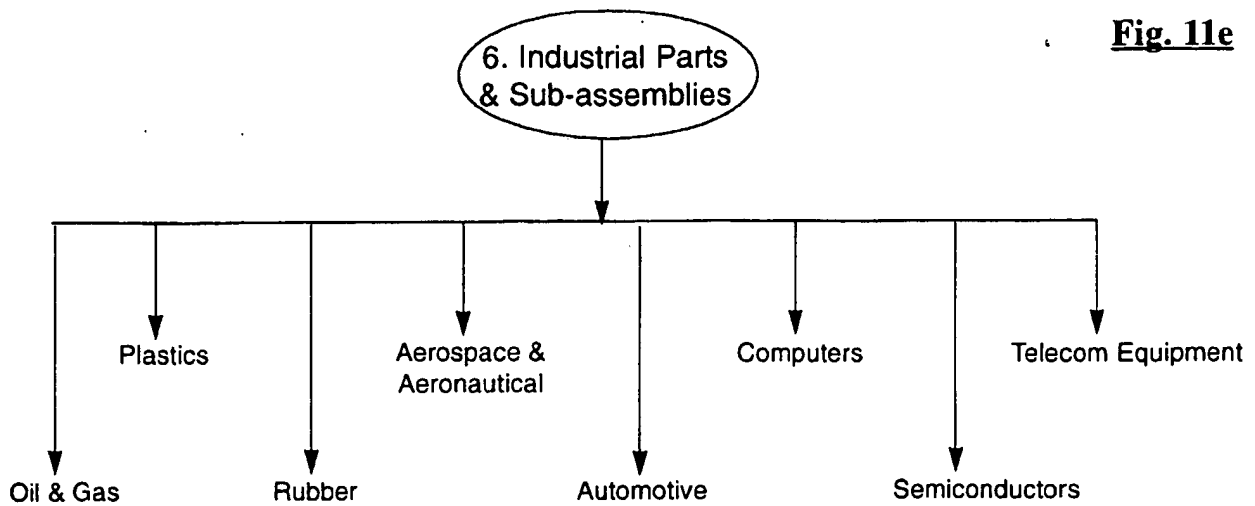 Fig. 11e
6. Industrial Parts
& Sub-assemblies
Plastics
Aerospace &
Aeronautical
Computers
Telecom Equipment
Oil & Gas
Rubber
Automotive
Semiconductors